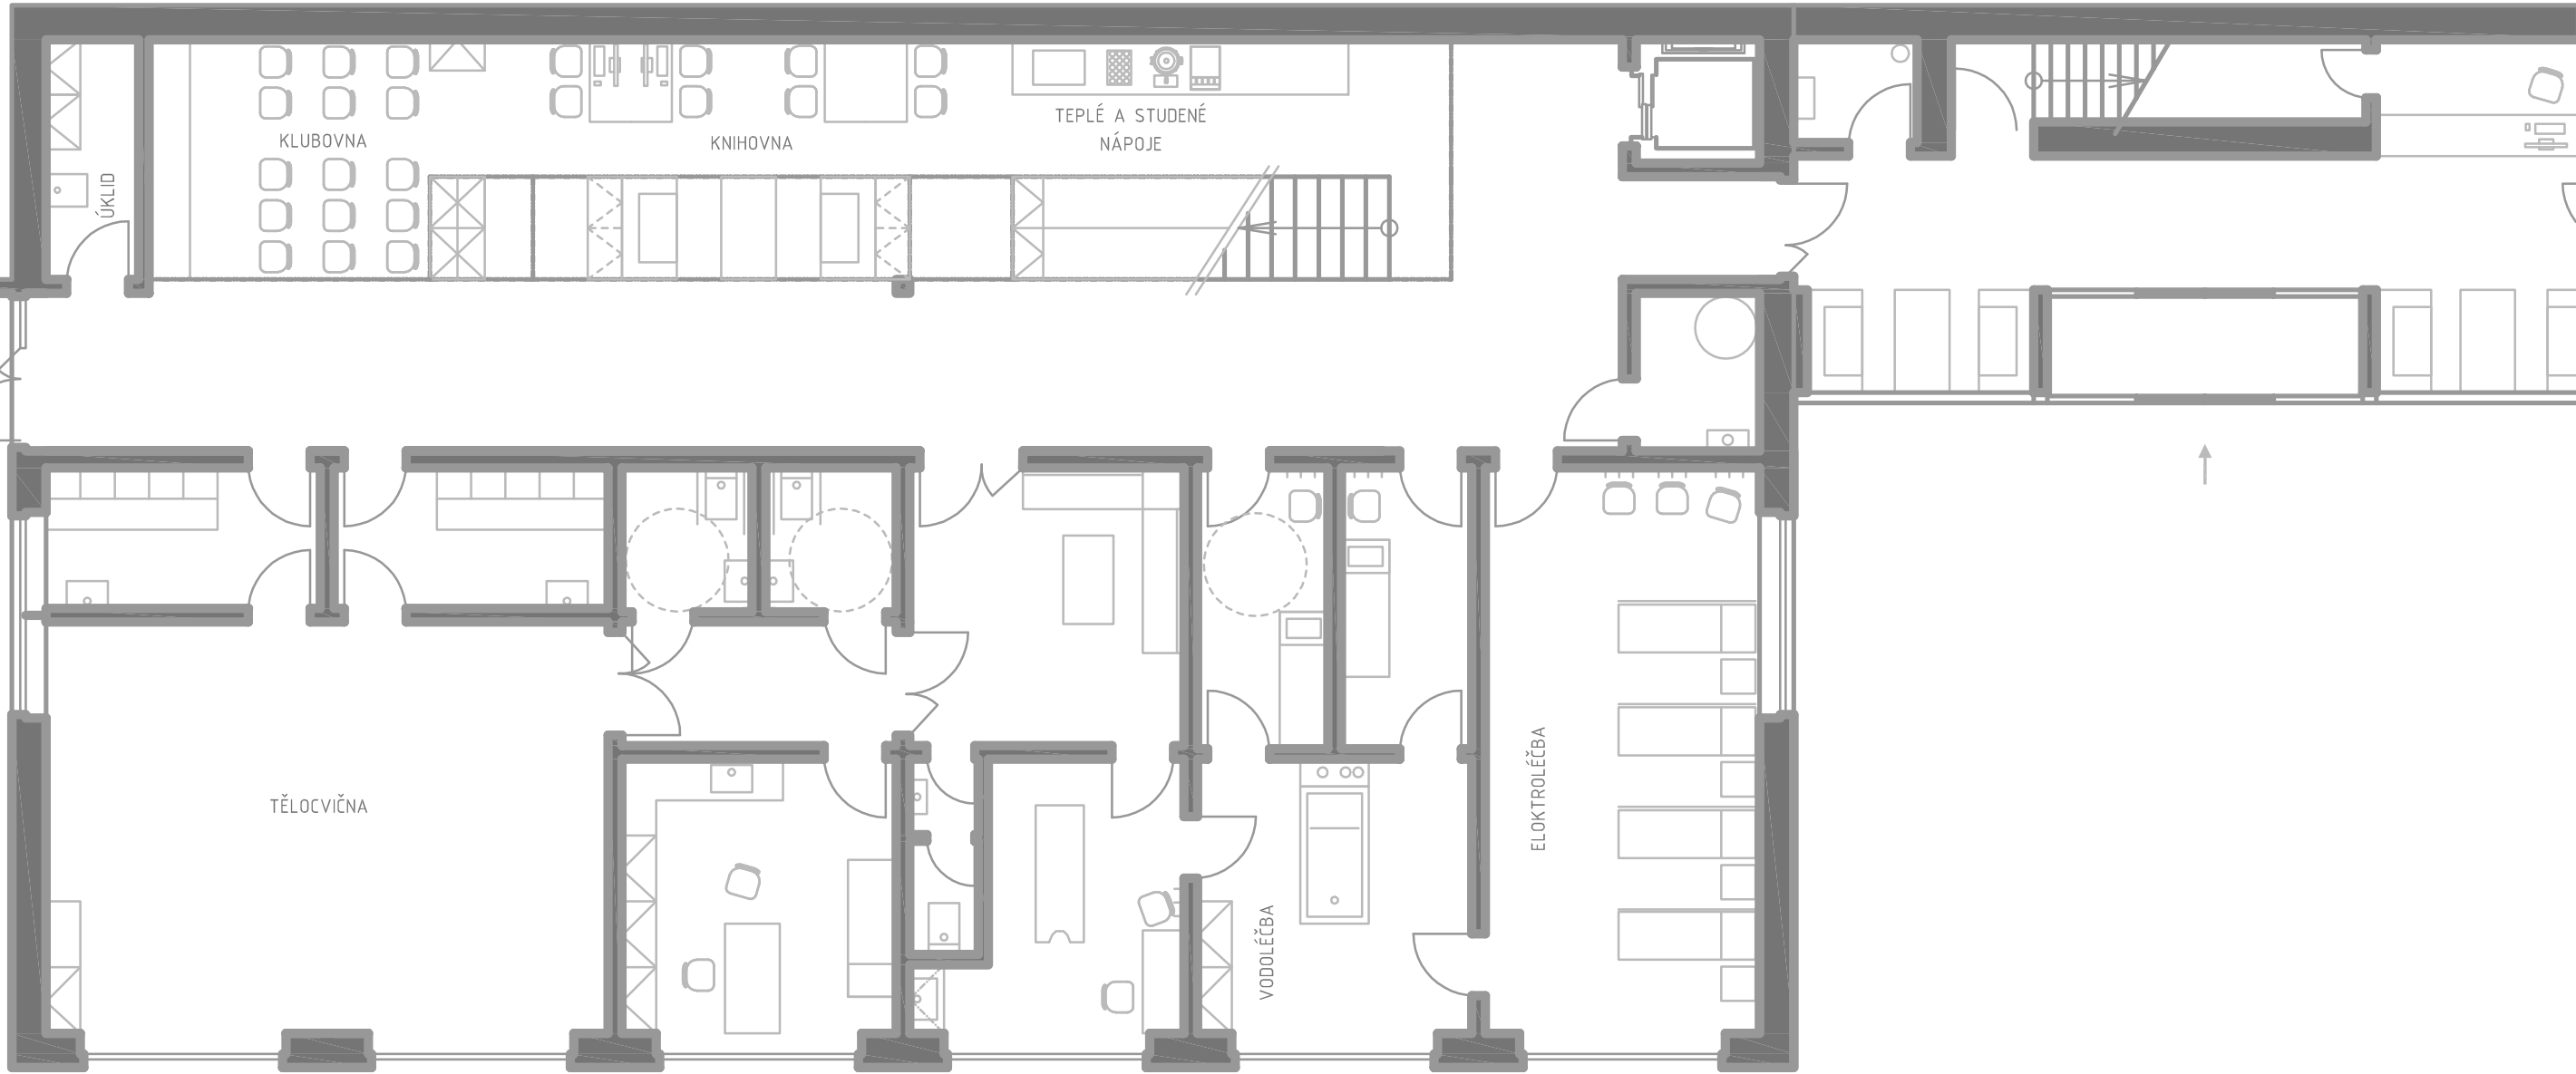 KLUBOVNA
KNIHOVNA
TEPLÉ A STUDENÉ
NÁPOJE
ÚKLID
TĚLOCVIČNA
VODOLÉČBA
ELOKTROLÉČBA